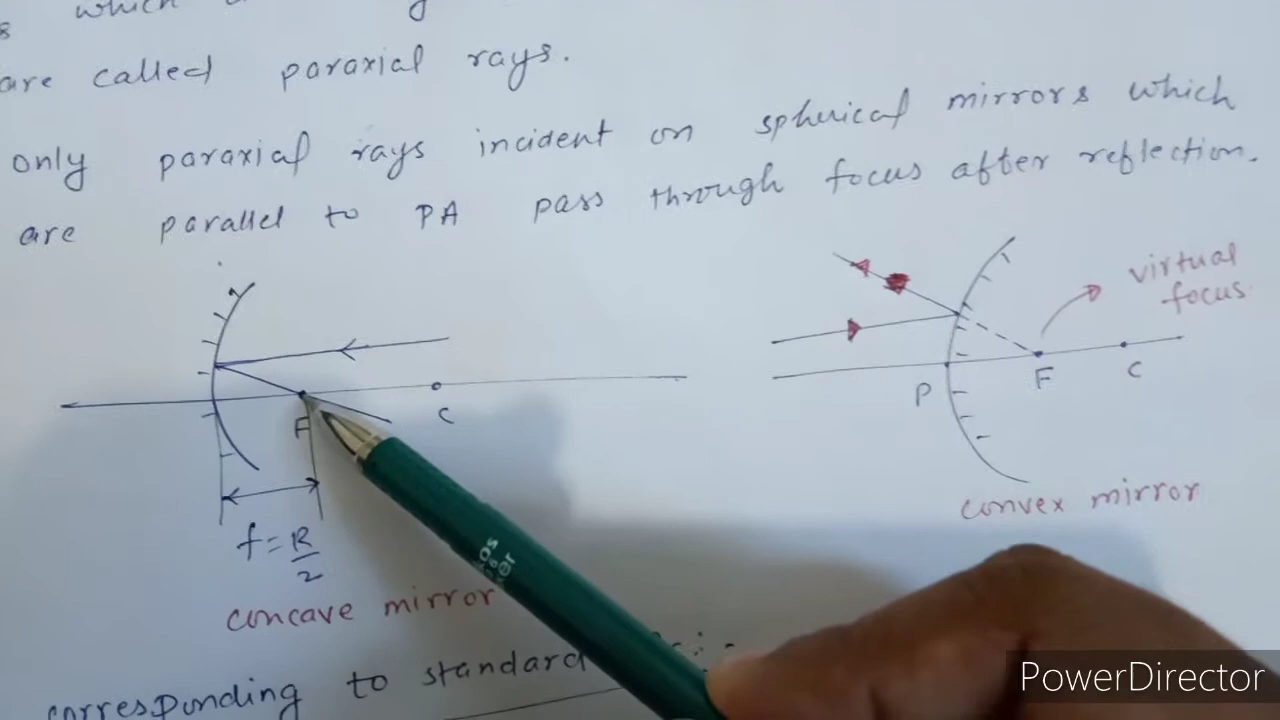 are called paraxial rays.
only paraxial rays incident on spherical mirrors which
are parallel to PA pass through focus after reflection.
F
C
f = R/2
concave mirror
virtual
focus
P
F
C
convex mirror
corresponding to standard
PowerDirector